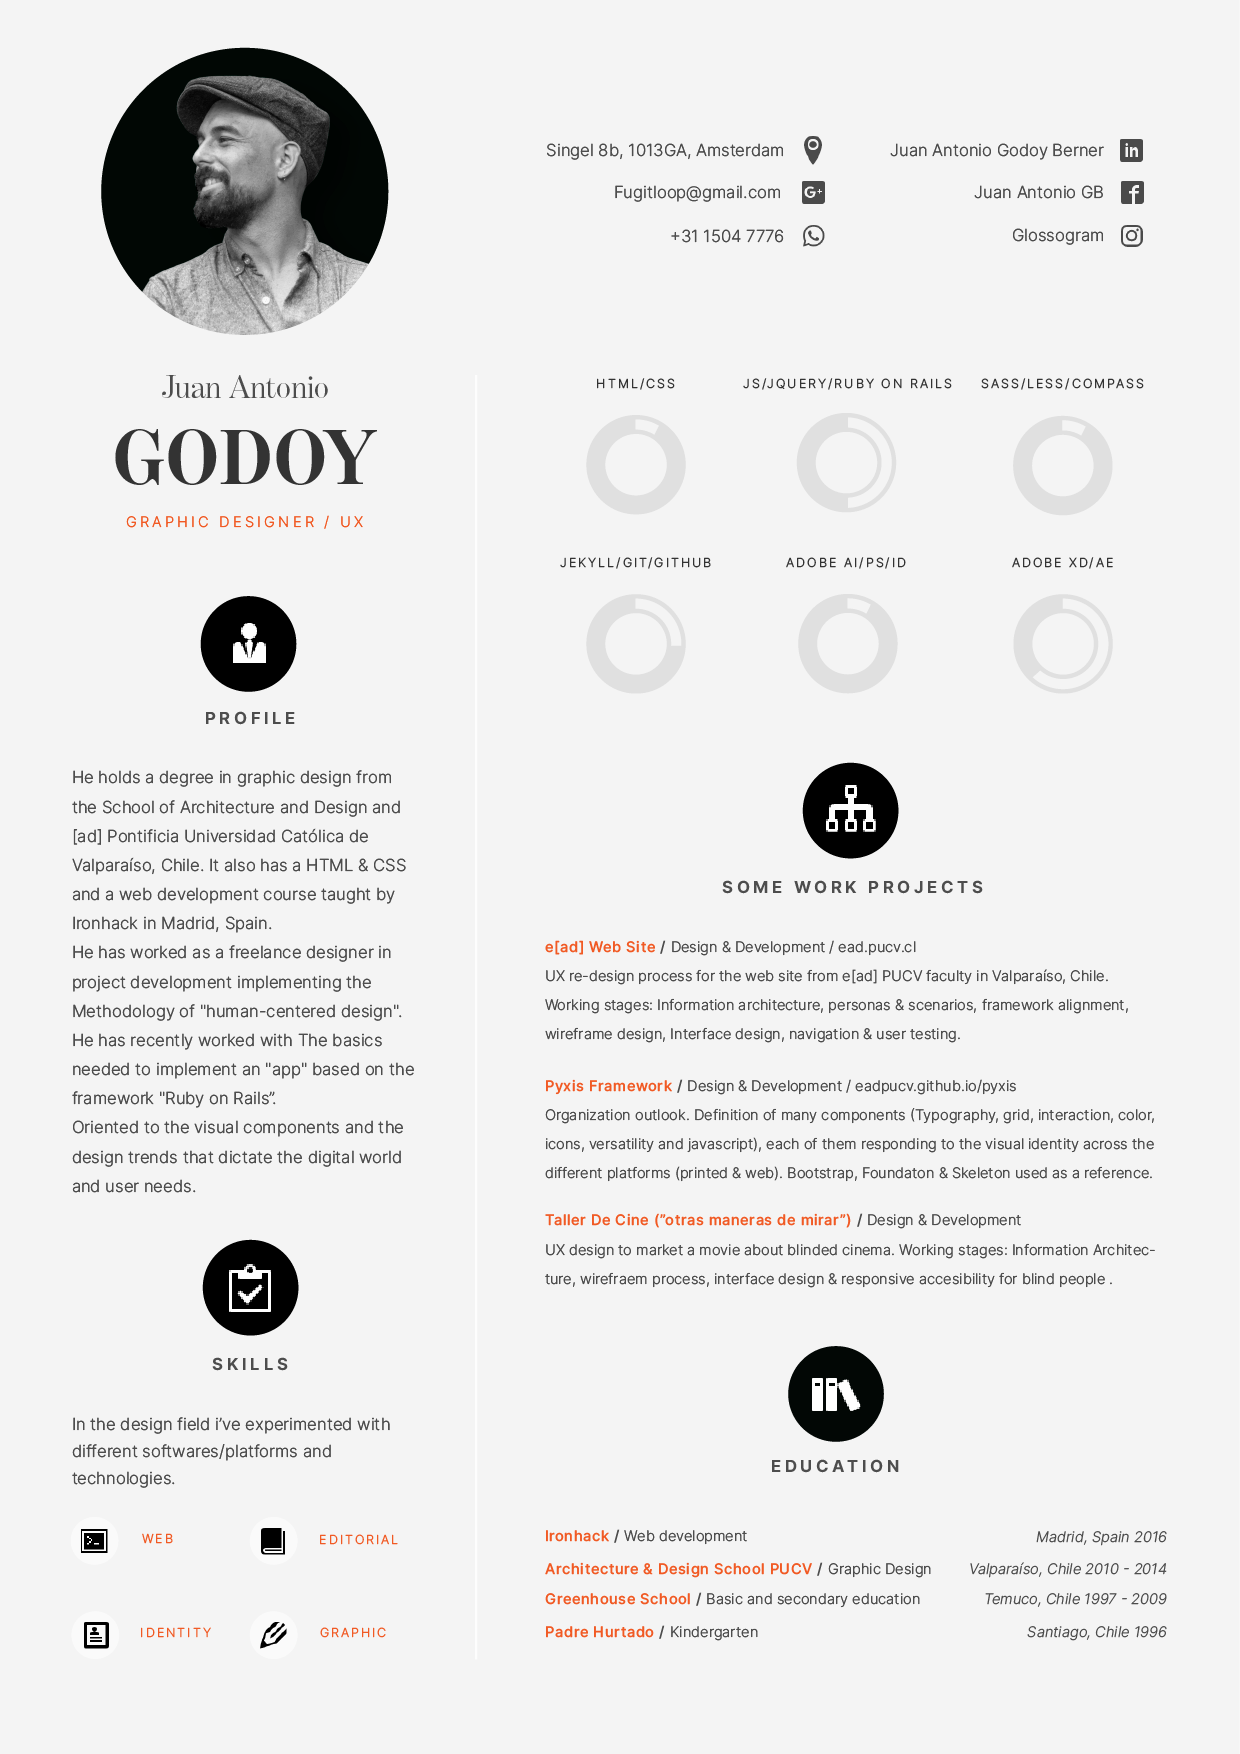 Singel 8b, 1013GA, Amsterdam
Fugitloop@gmail.com
+31 1504 7776
Juan Antonio Godoy Berner
Juan Antonio GB
Glossogram
Juan Antonio
GODOY
GRAPHIC DESIGNER / UX
PROFILE
He holds a degree in graphic design from
the School of Architecture and Design and
[ad] Pontificia Universidad Católica de
Valparaíso, Chile. It also has a HTML & CSS
and a web development course taught by
Ironhack in Madrid, Spain.
He has worked as a freelance designer in
project development implementing the
Methodology of "human-centered design".
He has recently worked with The basics
needed to implement an "app" based on the
framework "Ruby on Rails”.
Oriented to the visual components and the
design trends that dictate the digital world
and user needs.
SKILLS
In the design field i’ve experimented with
different softwares/platforms and
technologies.
WEB
EDITORIAL
IDENTITY
GRAPHIC
HTML/CSS
JS/JQUERY/RUBY ON RAILS
SASS/LESS/COMPASS
JEKYLL/GIT/GITHUB
ADOBE AI/PS/ID
ADOBE XD/AE
SOME WORK PROJECTS
e[ad] Web Site / Design & Development / ead.pucv.cl
UX re-design process for the web site from e[ad] PUCV faculty in Valparaíso, Chile.
Working stages: Information architecture, personas & scenarios, framework alignment,
wireframe design, Interface design, navigation & user testing.
Pyxis Framework / Design & Development / eadpucv.github.io/pyxis
Organization outlook. Definition of many components (Typography, grid, interaction, color,
icons, versatility and javascript), each of them responding to the visual identity across the
different platforms (printed & web). Bootstrap, Foundaton & Skeleton used as a reference.
Taller De Cine (”otras maneras de mirar”) / Design & Development
UX design to market a movie about blinded cinema. Working stages: Information Architec-
ture, wirefraem process, interface design & responsive accesibility for blind people .
EDUCATION
Ironhack / Web development Madrid, Spain 2016
Architecture & Design School PUCV / Graphic Design Valparaíso, Chile 2010 - 2014
Greenhouse School / Basic and secondary education Temuco, Chile 1997 - 2009
Padre Hurtado / Kindergarten Santiago, Chile 1996